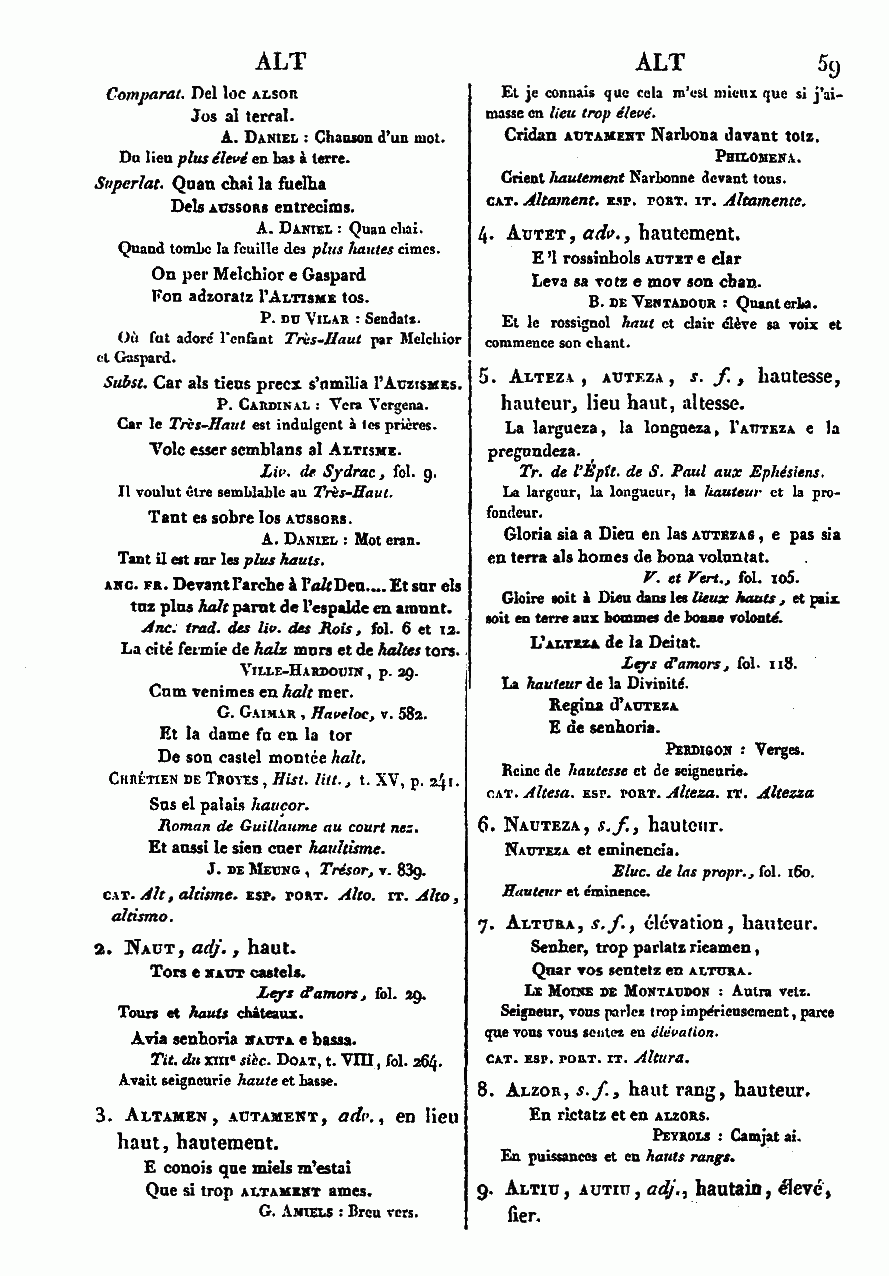 ALT
ALT 59
Comparat. Del loc ALSOR
Jos al terral.
A. DANIEL : Chanson d'un mot.
Du lieu plus élevé en bas à terre.
Superlat. Quan chai la fuelha
Dels AUSSORS entrecims.
A. DANIEL : Quan chai.
Quand tombe la feuille des plus hautes cimes.
On per Melchior e Gaspard
Fon adzoratz l'ALTISME tos.
P. DU VILAR : Sendatz.
Où fut adoré l'enfant Très-Haut par Melchior
et Gaspard.
Subst. Car als tieus precx s'umilia l'AUZISMES.
P. CARDINAL : Vera Vergena.
Car le Très-Haut est indulgent à tes prières.
Volc esser semblans al ALTISME.
Liv. de Sydrac, fol. 9.
Il voulut être semblable au Très-Haut.
Tant es sobre los AUSSORS.
A. DANIEL : Mot eran.
Tant il est sur les plus hauts.
ANC. FR. Devant l'arche à l'alt Deu.... Et sur els
tuz plus halt parut de l'espalde en amunt.
Anc. trad. des liv. des Rois, fol. 6 et 12.
La cité fermie de halz murs et de haltes tors.
VILLE-HARDOUIN, p. 29.
Cum venimes en halt mer.
G. GAIMAR, Haveloc, v. 582.
Et la dame fu en la tor
De son castel montée halt.
CHRÉTIEN DE TROYES, Hist. litt., t. XV, p. 241.
Sus el palais hauçor.
Roman de Guillaume au court nez.
Et aussi le sien cuer haultisme.
J. DE MEUNG, Trésor, v. 839.
CAT. Alt, altisme. ESP. PORT. Alto. IT. Alto,
altismo.
2. NAUT, adj., haut.
Tors e NAUT castels.
Leys d'amors, fol. 29.
Tours et hauts châteaux.
Avia senhoria NAUTA e bassa.
Tit. du XIIIe sièc. DOAT, t. VIII, fol. 264.
Avait seigneurie haute et basse.
3. ALTAMEN, AUTAMENT, adv., en lieu
haut, hautement.
E conois que miels m'estai
Que si trop ALTAMENT ames.
G. AMIELS : Breu vers.
Et je connais que cela m'est mieux que si j'ai-
masse en lieu trop élevé.
Cridan AUTAMENT Narbona davant totz.
PHILOMENA.
Crient hautement Narbonne devant tous.
CAT. Altament. ESP. PORT. IT. Altamente.
4. AUTET, adv., hautement.
E'l rossinhols AUTET e clar
Leva sa votz e mov son chan.
B. DE VENTADOUR : Quant erba.
Et le rossignol haut et clair élève sa voix et
commence son chant.
5. ALTEZA, AUTEZA, s. f., hautesse,
hauteur, lieu haut, altesse.
La largueza, la longueza, l'AUTEZA e la
pregundeza.
Tr. de l'Épît. de S. Paul aux Ephésiens.
La largeur, la longueur, la hauteur et la pro-
fondeur.
Gloria sia a Dieu en las AUTEZAS, e pas sia
en terra als homes de bona voluntat.
V. et Vert., fol. 105.
Gloire soit à Dieu dans les lieux hauts, et paix
soit en terre aux hommes de bonne volonté.
L'ALTEZA de la Deitat.
Leys d'amors, fol. 118.
La hauteur de la Divinité.
Regina d'AUTEZA
E de senhoria.
PERDIGON : Verges.
Reine de hautesse et de seigneurie.
CAT. Altesa. ESP. PORT. Alteza. IT. Altezza
6. NAUTEZA, s. f., hauteur.
NAUTEZA et eminencia.
Eluc. de las propr., fol. 160.
Hauteur et éminence.
7. ALTURA, s. f., élévation, hauteur.
Senher, trop parlatz ricamen,
Quar vos sentetz en ALTURA.
LE MOINE DE MONTAUDON : Autra vetz.
Seigneur, vous parlez trop impérieusement, parce
que vous vous sentez en élévation.
CAT. ESP. PORT. IT. Altura.
8. ALZOR, s. f., haut rang, hauteur.
En rictatz et en ALZORS.
PEYROLS : Camjat ai.
En puissances et en hauts rangs.
9. ALTIU, AUTIU, adj., hautain, élevé,
fier.